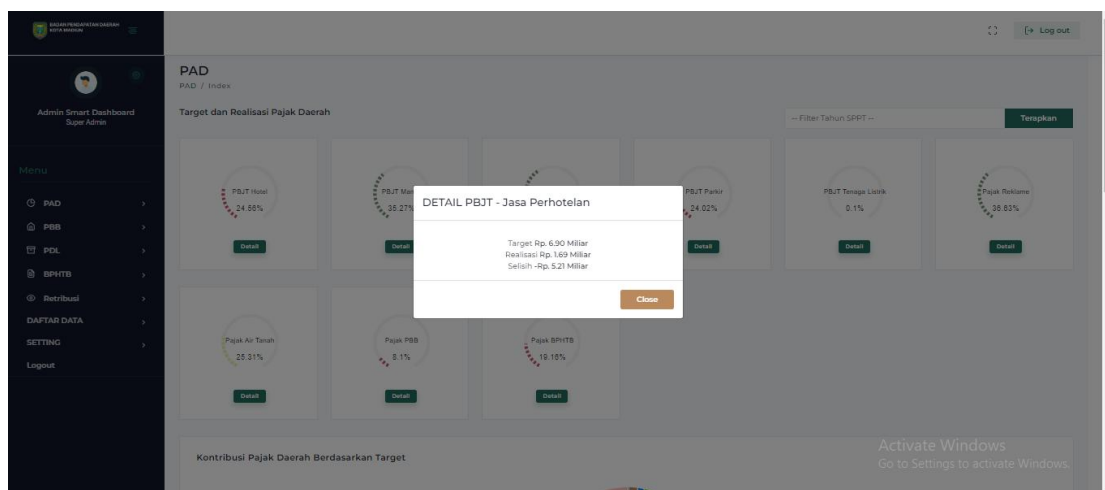 BADAN PENDAPATAN DAERAH
KOTA MADIUN
Log out
Admin Smart Dashboard
Super Admin
Menu
PAD
PBB
PDL
BPHTB
Retribusi
DAFTAR DATA
SETTING
Logout
PAD
PAD / Index
Target dan Realisasi Pajak Daerah
-- Filter Tahun SPPT --
Terapkan
PBJT Hotel
24.56%
Detail
PBJT Mak
35.27%
Detail
PBJT Parkir
24.02%
Detail
PBJT Tenaga Listrik
0.1%
Detail
Pajak Reklame
36.63%
Detail
DETAIL PBJT - Jasa Perhotelan
Target Rp. 6.90 Miliar
Realisasi Rp. 1.69 Miliar
Selisih -Rp. 5.21 Miliar
Close
Pajak Air Tanah
25.31%
Detail
Pajak PBB
8.1%
Detail
Pajak BPHTB
19.16%
Detail
Kontribusi Pajak Daerah Berdasarkan Target
Activate Windows
Go to Settings to activate Windows.